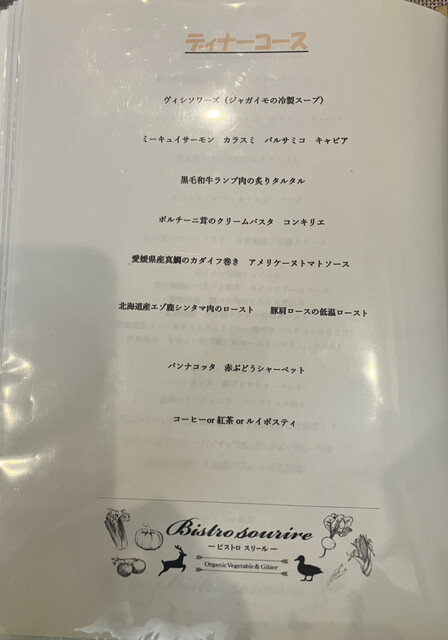 ディナーコース
ヴィシソワーズ（ジャガイモの冷製スープ）
ミーキュイサーモン　カラスミ　バルサミコ　キャビア
黒毛和牛ランプ肉の炙りタルタル
ポルチーニ茸のクリームパスタ　コンキリエ
愛媛県産真鯛のカダイフ巻き　アメリケーヌトマトソース
北海道産エゾ鹿シンタマ肉のロースト　　豚肩ロースの低温ロースト
パンナコッタ　赤ぶどうシャーベット
コーヒーor 紅茶 or ルイボスティ
Bistrosourire
―ビストロ スリール―
Organic Vegetable & Gibier